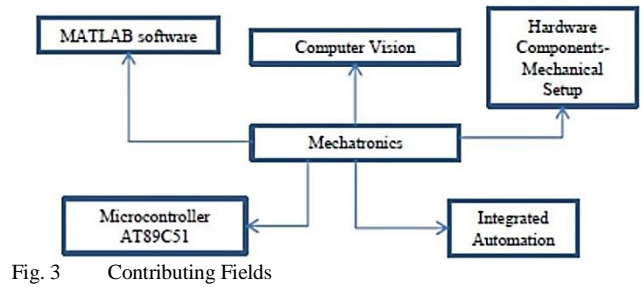 MATLAB software
Computer Vision
Hardware
Components-
Mechanical
Setup
Mechatronics
Microcontroller
AT89C51
Integrated
Automation
Fig. 3 Contributing Fields